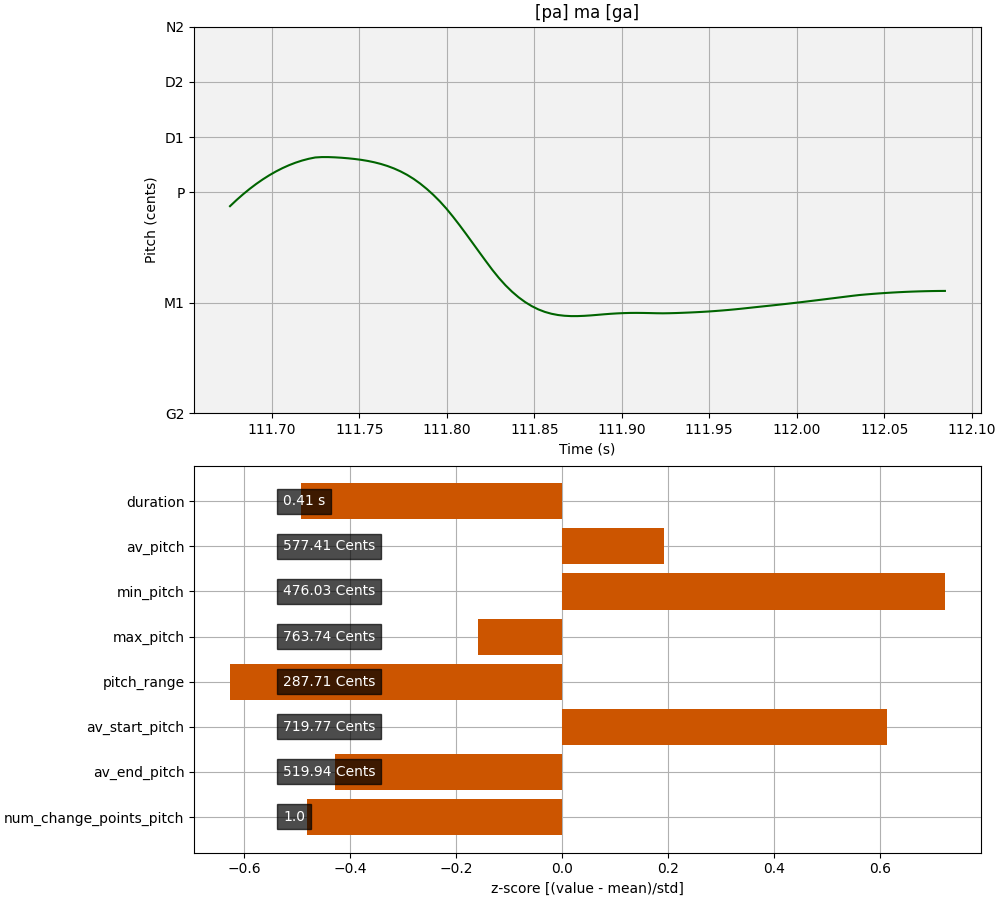 [pa] ma [ga]
N2
D2
D1
P
M1
G2
Pitch (cents)
111.70 111.75 111.80 111.85 111.90 111.95 112.00 112.05 112.10
Time (s)
duration 0.41 s
av_pitch 577.41 Cents
min_pitch 476.03 Cents
max_pitch 763.74 Cents
pitch_range 287.71 Cents
av_start_pitch 719.77 Cents
av_end_pitch 519.94 Cents
num_change_points_pitch 1.0
−0.6 −0.4 −0.2 0.0 0.2 0.4 0.6
z-score [(value - mean)/std]